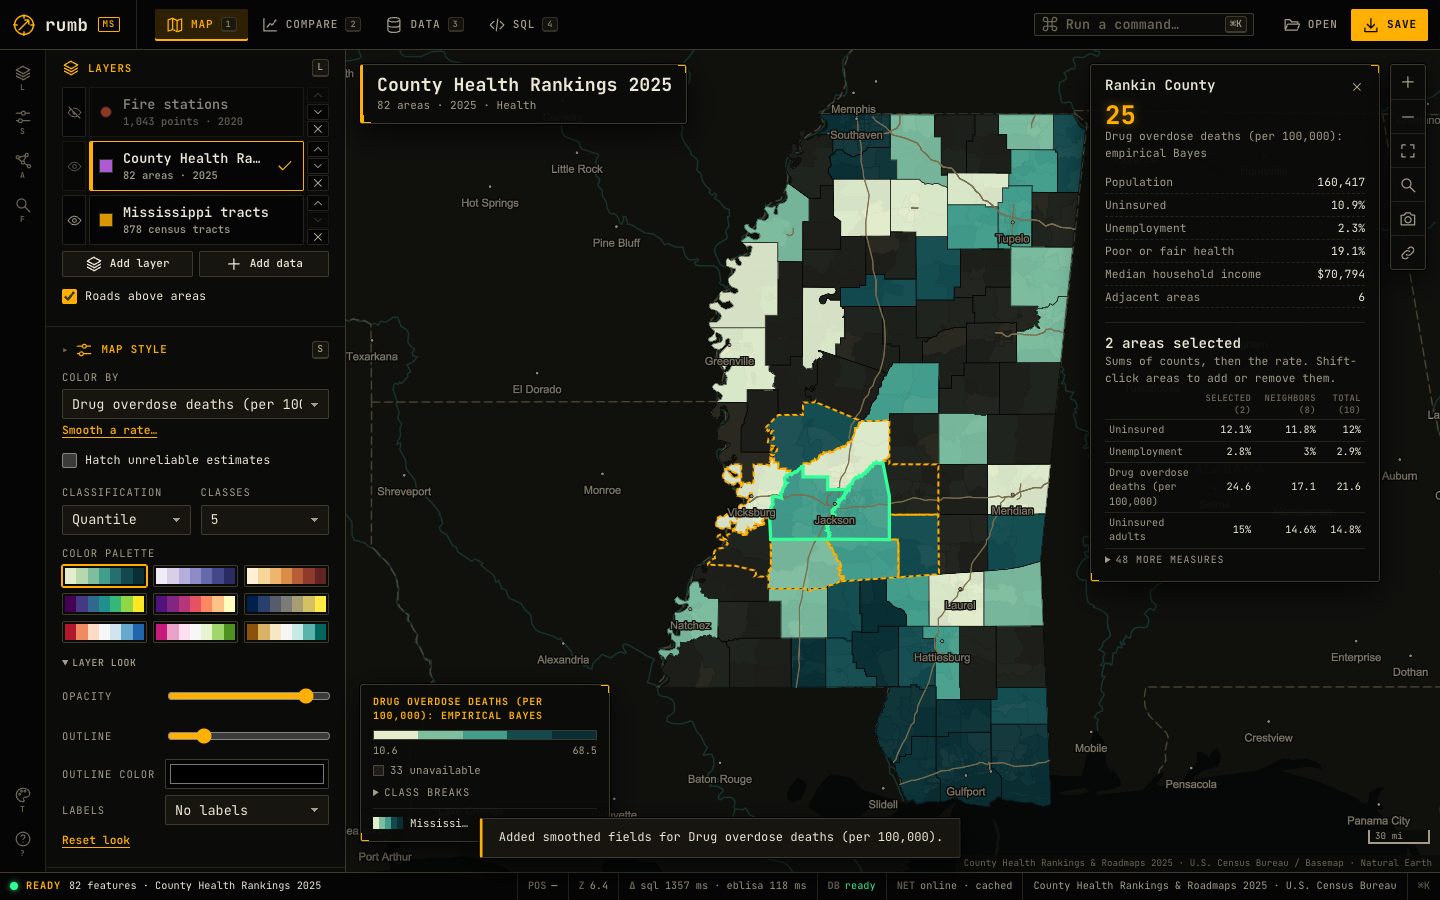 rumb MS
MAP 1
COMPARE 2
DATA 3
SQL 4
Run a command… ⌘K
OPEN
SAVE
L
S
A
F
T
?
LAYERS L
Fire stations
1,043 points · 2020
County Health Ra…
82 areas · 2025
Mississippi tracts
878 census tracts
Add layer
Add data
Roads above areas
MAP STYLE S
COLOR BY
Drug overdose deaths (per 100
Smooth a rate…
Hatch unreliable estimates
CLASSIFICATION CLASSES
Quantile 5
COLOR PALETTE
LAYER LOOK
OPACITY
OUTLINE
OUTLINE COLOR
LABELS No labels
Reset look
County Health Rankings 2025
82 areas · 2025 · Health
Memphis
Southaven
Little Rock
Hot Springs
Pine Bluff
Tupelo
Texarkana
Greenville
El Dorado
Shreveport
Monroe
Vicksburg
Jackson
Meridian
Auburn
Laurel
Natchez
Hattiesburg
Alexandria
Enterprise
Dothan
Crestview
Mobile
Pensacola
Baton Rouge
Slidell
Gulfport
Panama City
Port Arthur
30 mi
DRUG OVERDOSE DEATHS (PER
100,000): EMPIRICAL BAYES
10.6 68.5
33 unavailable
CLASS BREAKS
Mississi…
Added smoothed fields for Drug overdose deaths (per 100,000).
Rankin County
25
Drug overdose deaths (per 100,000):
empirical Bayes
Population 160,417
Uninsured 10.9%
Unemployment 2.3%
Poor or fair health 19.1%
Median household income $70,794
Adjacent areas 6
2 areas selected
Sums of counts, then the rate. Shift-
click areas to add or remove them.
SELECTED NEIGHBORS TOTAL
(2) (8) (10)
Uninsured 12.1% 11.8% 12%
Unemployment 2.8% 3% 2.9%
Drug overdose
deaths (per 24.6 17.1 21.6
100,000)
Uninsured
adults 15% 14.6% 14.8%
48 MORE MEASURES
County Health Rankings & Roadmaps 2025 · U.S. Census Bureau / Basemap · Natural Earth
READY 82 features · County Health Rankings 2025
POS —
Z 6.4
Δ sql 1357 ms · eblisa 118 ms
DB ready
NET online · cached
County Health Rankings & Roadmaps 2025 · U.S. Census Bureau
⌘K